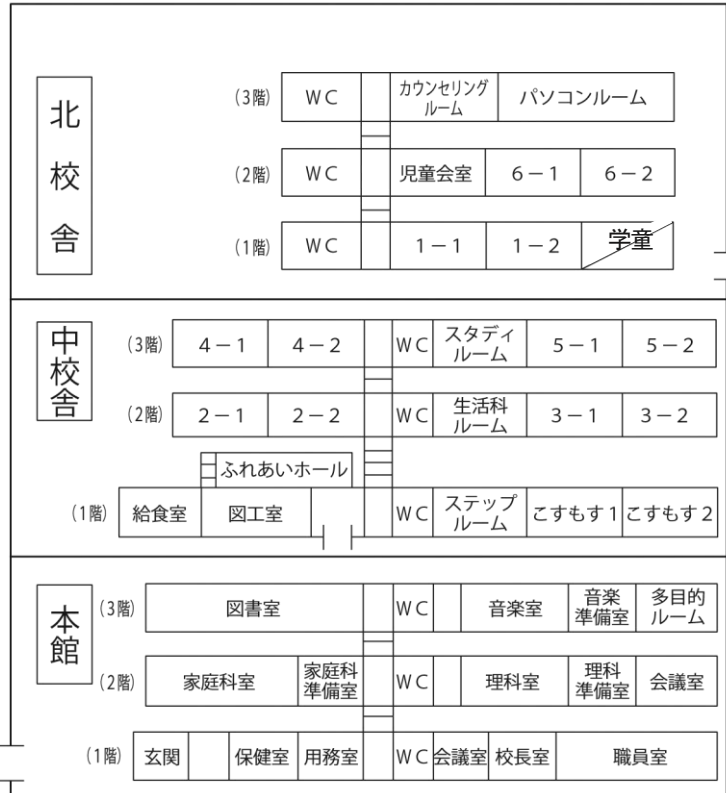 北校舎
(3階) WC カウンセリング パソコンルーム
ルーム
(2階) WC 児童会室 6－1 6－2
(1階) WC 1－1 1－2 学童
中校舎
(3階) 4－1 4－2 WC スタディ 5－1 5－2
ルーム
(2階) 2－1 2－2 WC 生活科 3－1 3－2
ルーム
ふれあいホール
(1階) 給食室 図工室 WC ステップ こすもす1 こすもす2
ルーム
本館
(3階) 図書室 WC 音楽室 音楽 多目的
準備室 ルーム
(2階) 家庭科室 家庭科 WC 理科室 理科 会議室
準備室 準備室
(1階) 玄関 保健室 用務室 WC 会議室 校長室 職員室